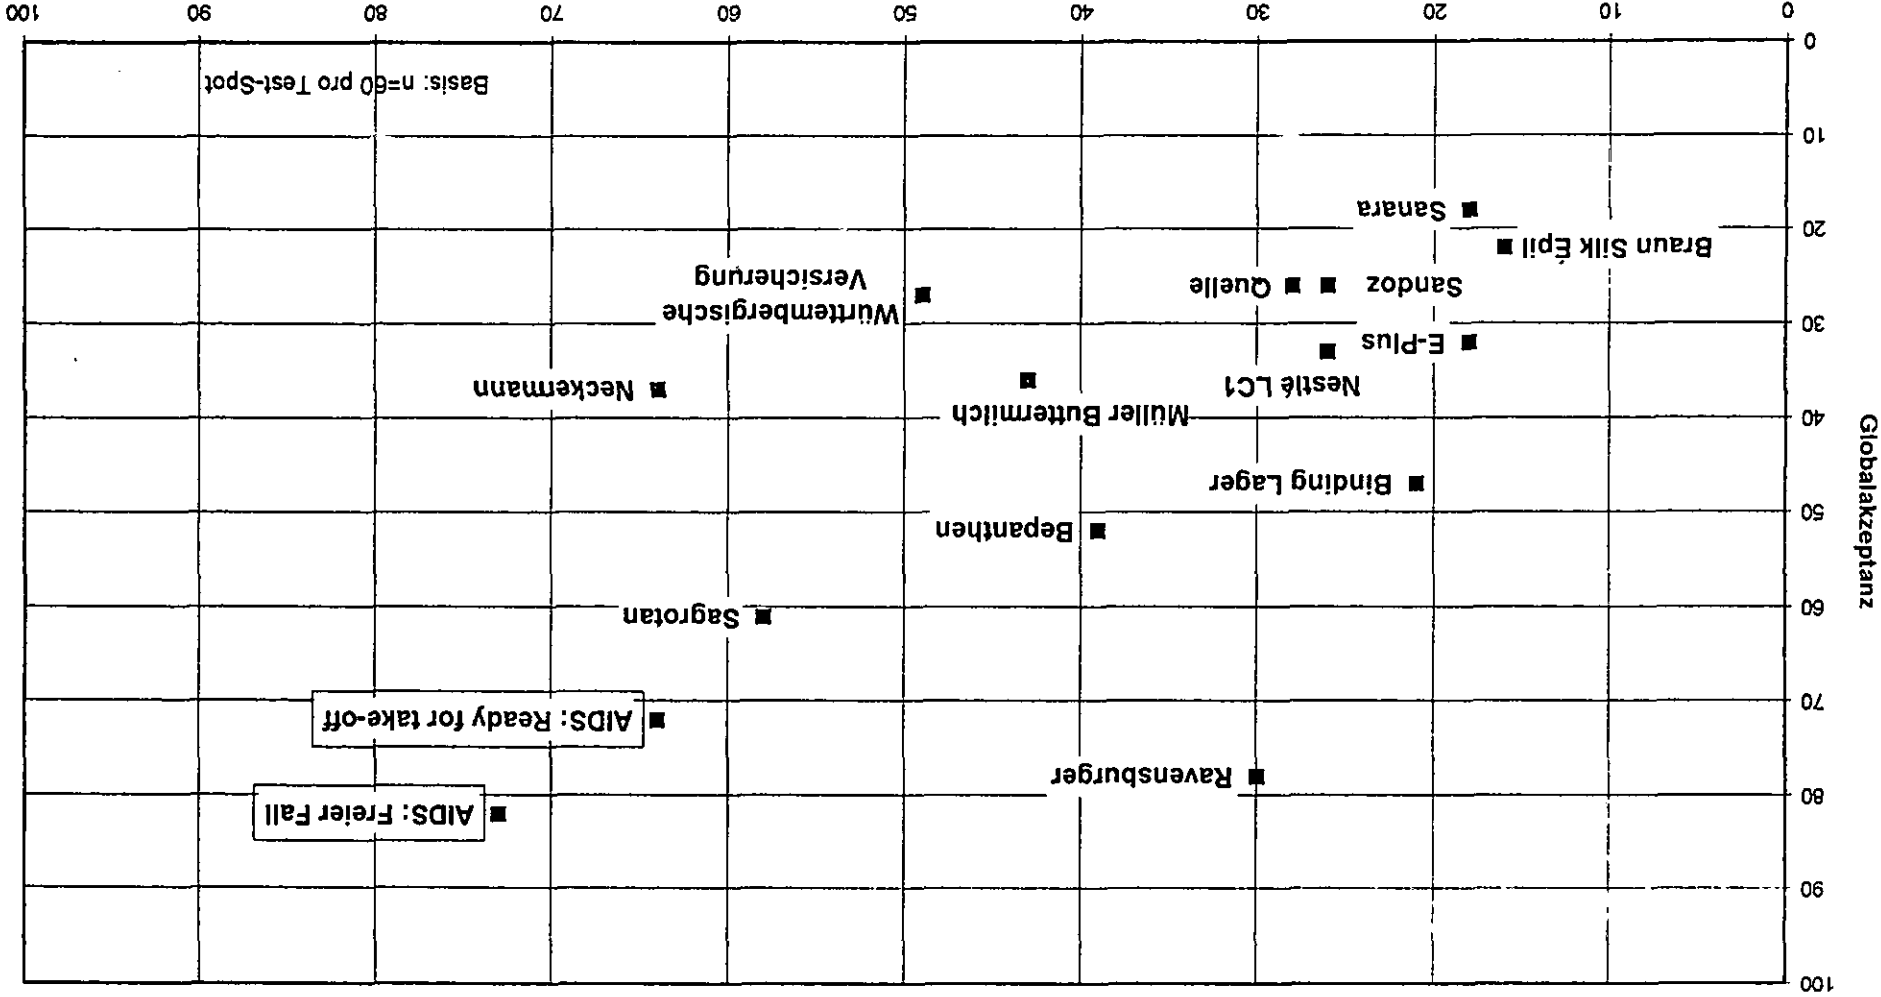 Globalakzeptanz
100
90
AIDS: Freier Fall
80
Ravensburger
AIDS: Ready for take-off
70
Sagrotan
60
Bepanthen
50
Binding Lager
Müller Buttermilch
40
Nestlé LC1
Neckermann
E-Plus
30
Württembergische
Versicherung
Sandoz
Quelle
Braun Silk Épil
20
Sanara
10
Basis: n=60 pro Test-Spot
0
0 10 20 30 40 50 60 70 80 90 100